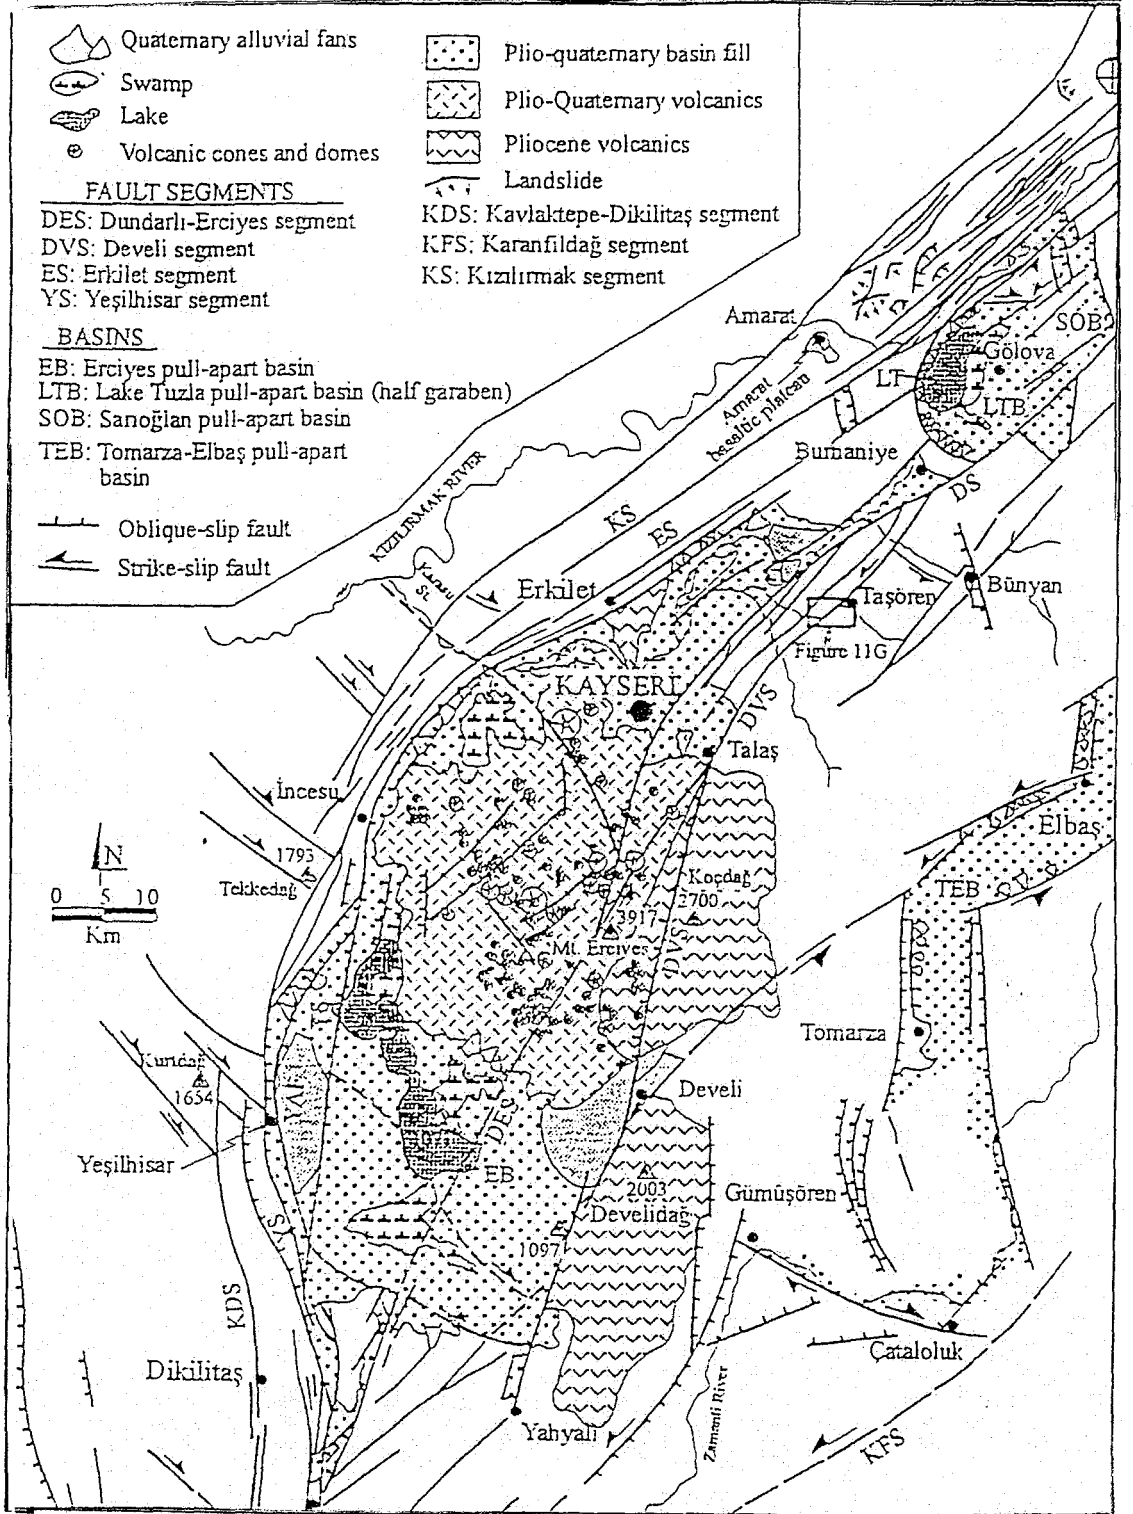 Quaternary alluvial fans
Swamp
Lake
Volcanic cones and domes
Plio-quaternary basin fill
Plio-Quaternary volcanics
Pliocene volcanics
Landslide
FAULT SEGMENTS
DES: Dundarlı-Erciyes segment
DVS: Develi segment
ES: Erkilet segment
YS: Yeşilhisar segment
KDS: Kavlaktepe-Dikilitaş segment
KFS: Karanfildağ segment
KS: Kızılırmak segment
BASINS
EB: Erciyes pull-apart basin
LTB: Lake Tuzla pull-apart basin (half garaben)
SOB: Sarıoğlan pull-apart basin
TEB: Tomarza-Elbaş pull-apart
basin
Oblique-slip fault
Strike-slip fault
Amarat
SOB
Gölova
LT
LTB
Amarat
basaltic plateau
Bumaniye
DS
KIZILIRMAK RIVER
KS
ES
Karasu
St.
Erkilet
Taşören
Bünyan
Figure 11G
KAYSERİ
DVS
Talaş
İncesu
1793
Tekkedağ
N
0 5 10
Km
Elbaş
TEB
Koçdağ
2700
3917
Mt. Erciyes
DVS
Tomarza
Kurtdağ
1654
Develi
DES
1071
Yeşilhisar
EB
2003
Develidağ
Gümüşören
YS
1097
KDS
Dikilitaş
Çataloluk
Yahyalı
Zamantı River
KFS